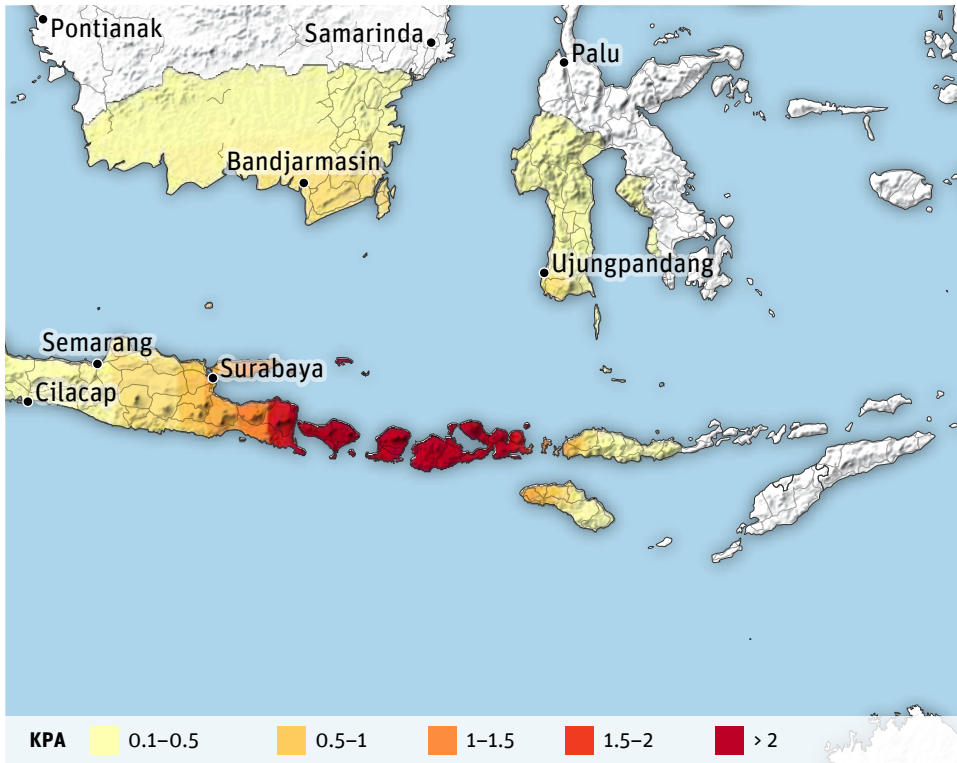 Pontianak
Samarinda
Palu
Bandjarmasin
Ujungpandang
Semarang
Surabaya
Cilacap
KPA 0.1–0.5 0.5–1 1–1.5 1.5–2 > 2